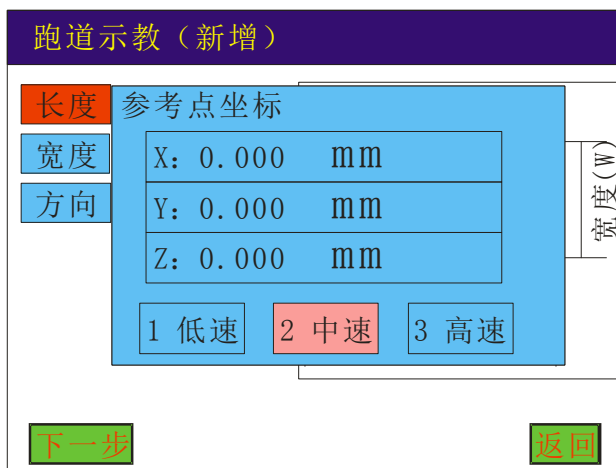 跑道示教（新增）
长度
参考点坐标
宽度
X: 0.000 mm
宽度(W)
方向
Y: 0.000 mm
Z: 0.000 mm
1 低速
2 中速
3 高速
下一步
返回